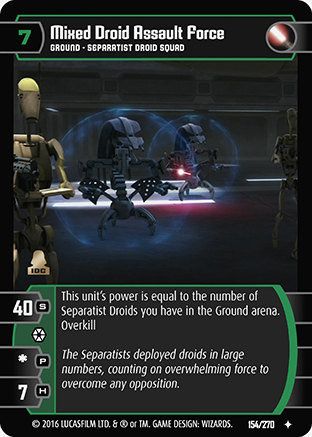 7 Mixed Droid Assault Force
GROUND - SEPARATIST DROID SQUAD
IDC
40 S
* P
7 H
This unit's power is equal to the number of
Separatist Droids you have in the Ground arena.
Overkill
The Separatists deployed droids in large
numbers, counting on overwhelming force to
overcome any opposition.
© 2016 LUCASFILM LTD. & ® OR TM. GAME DESIGN: WIZARDS. 154/270